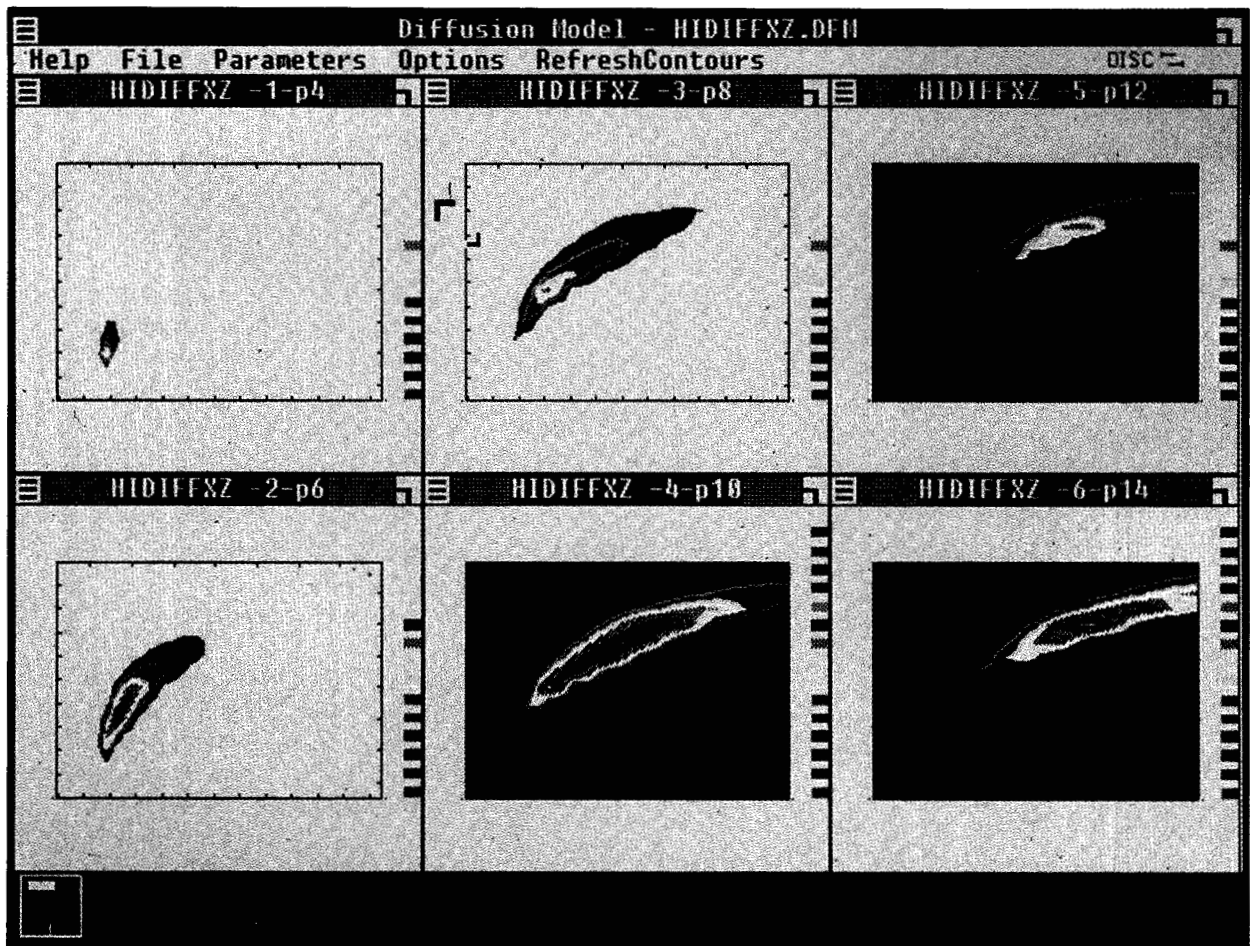 Diffusion Model - HIDIFFXZ.DFM
Help File Parameters Options RefreshContours DISC
HIDIFFXZ -1-p4
HIDIFFXZ -3-p8
HIDIFFXZ -5-p12
HIDIFFXZ -2-p6
HIDIFFXZ -4-p10
HIDIFFXZ -6-p14